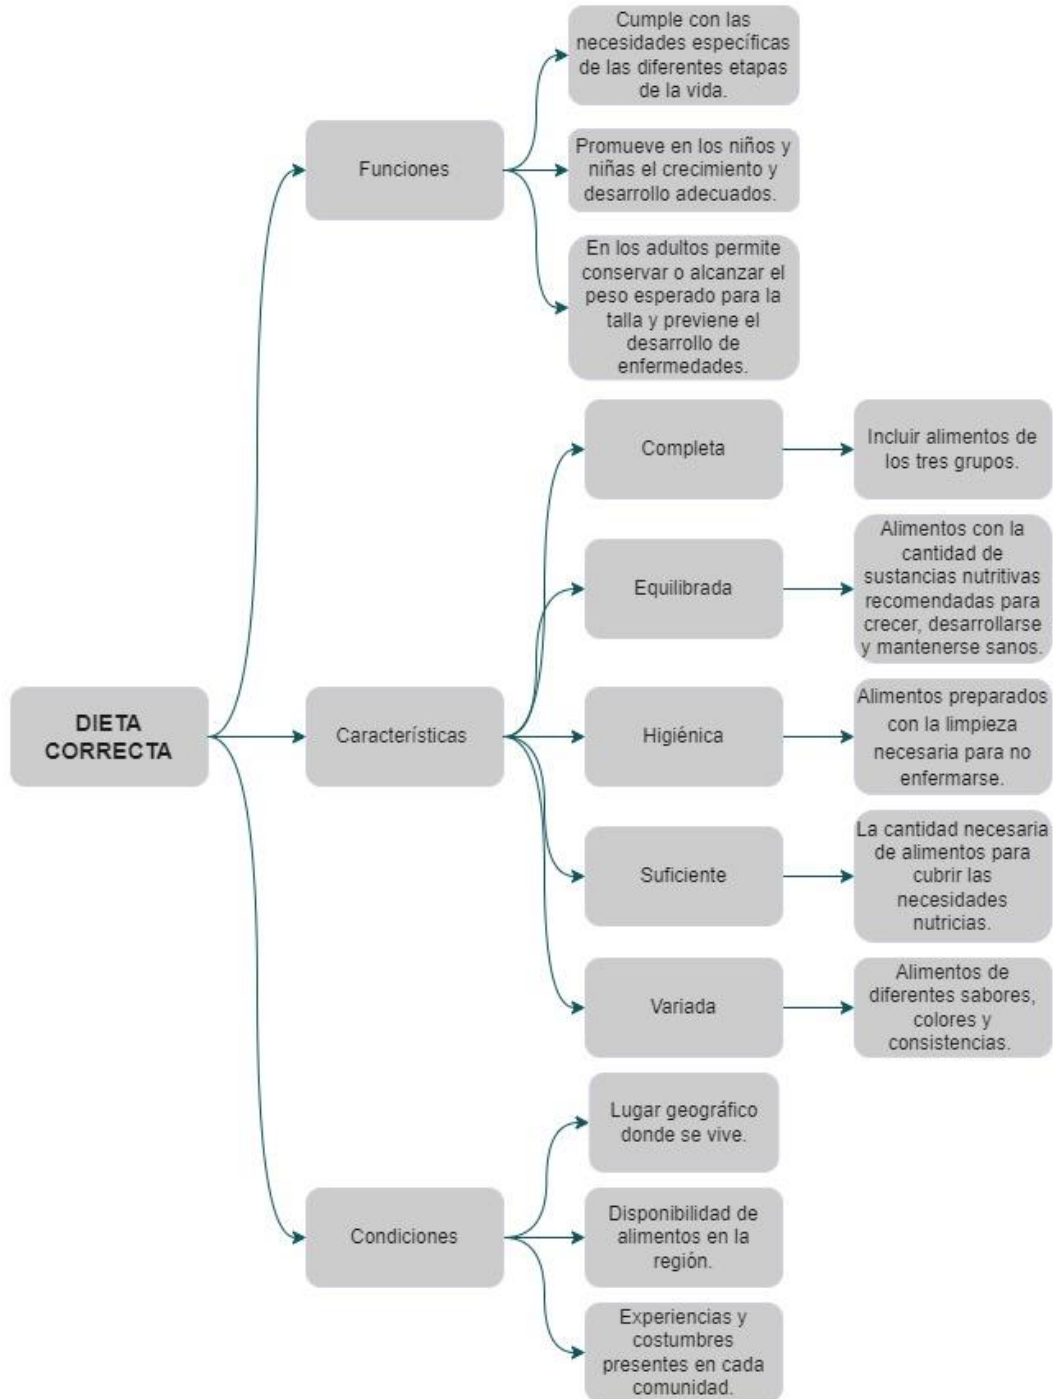 DIETA
CORRECTA
Funciones
Cumple con las
necesidades específicas
de las diferentes etapas
de la vida.
Promueve en los niños y
niñas el crecimiento y
desarrollo adecuados.
En los adultos permite
conservar o alcanzar el
peso esperado para la
talla y previene el
desarrollo de
enfermedades.
Características
Completa
Incluir alimentos de
los tres grupos.
Equilibrada
Alimentos con la
cantidad de
sustancias nutritivas
recomendadas para
crecer, desarrollarse
y mantenerse sanos.
Higiénica
Alimentos preparados
con la limpieza
necesaria para no
enfermarse.
Suficiente
La cantidad necesaria
de alimentos para
cubrir las
necesidades
nutricias.
Variada
Alimentos de
diferentes sabores,
colores y
consistencias.
Condiciones
Lugar geográfico
donde se vive.
Disponibilidad de
alimentos en la
región.
Experiencias y
costumbres
presentes en cada
comunidad.